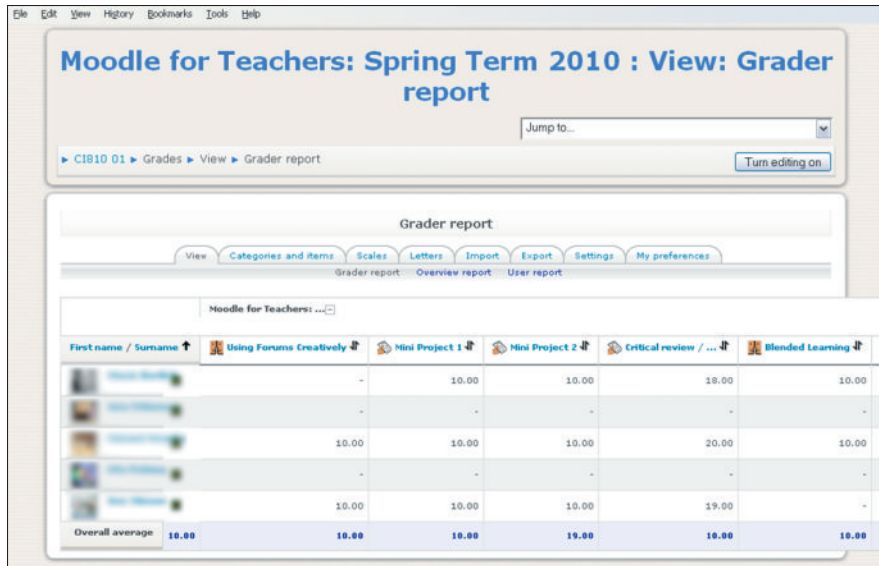 File Edit View History Bookmarks Tools Help
Moodle for Teachers: Spring Term 2010 : View: Grader
report
Jump to...
CI810 01 ► Grades ► View ► Grader report
Turn editing on
Grader report
View Categories and items Scales Letters Import Export Settings My preferences
Grader report Overview report User report
Moodle for Teachers: ...
First name / Surname Using Forums Creatively Mini Project 1 Mini Project 2 Critical review / ... Blended Learning
- 10.00 10.00 18.00 10.00
- - - - -
10.00 10.00 10.00 20.00 10.00
- - - - -
10.00 10.00 10.00 19.00 -
Overall average 10.00 10.00 10.00 19.00 10.00 10.00